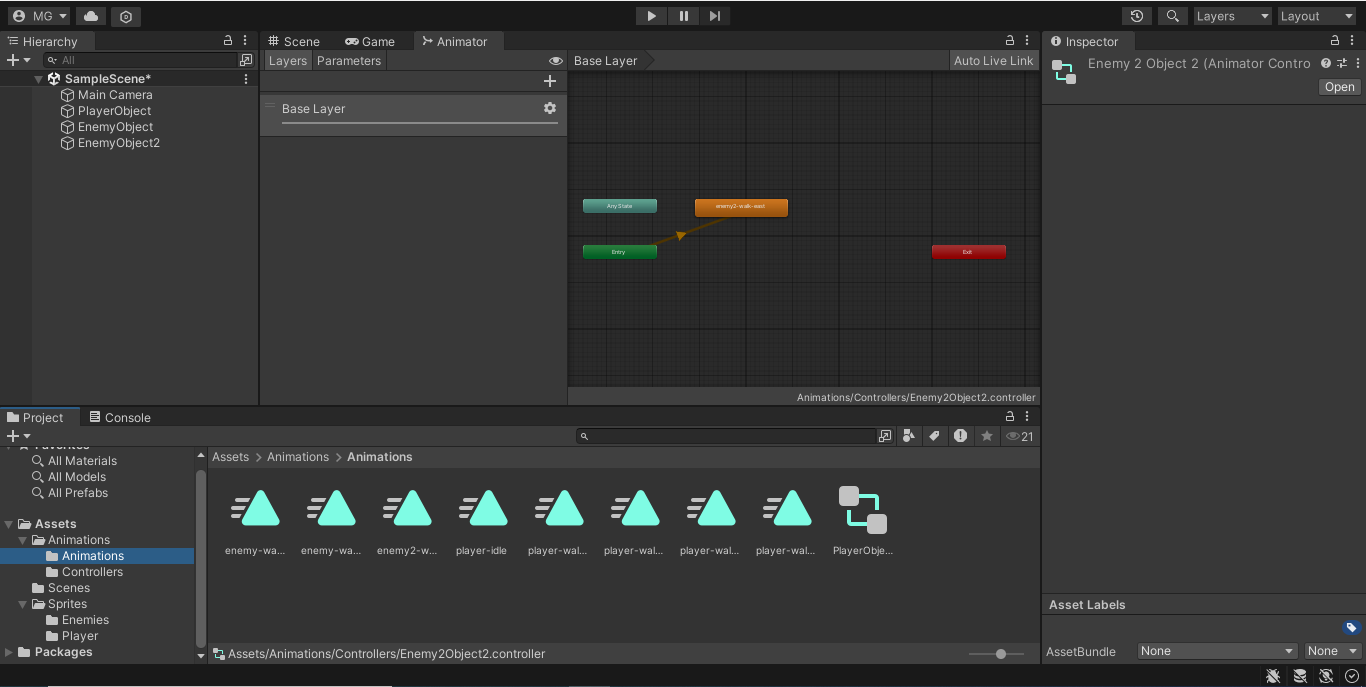 MG
Layers
Layout
Hierarchy
All
SampleScene*
Main Camera
PlayerObject
EnemyObject
EnemyObject2
Scene
Game
Animator
Layers
Parameters
Base Layer
Base Layer
Auto Live Link
Any State
enemy2-walk-east
Entry
Exit
Animations/Controllers/Enemy2Object2.controller
Inspector
Enemy 2 Object 2 (Animator Contro
Open
Project
Console
21
Favorites
All Materials
All Models
All Prefabs
Assets
Animations
Animations
Controllers
Scenes
Sprites
Enemies
Player
Packages
Assets > Animations > Animations
enemy-wa...
enemy-wa...
enemy2-w...
player-idle
player-wal...
player-wal...
player-wal...
player-wal...
PlayerObje...
Assets/Animations/Controllers/Enemy2Object2.controller
Asset Labels
AssetBundle
None
None